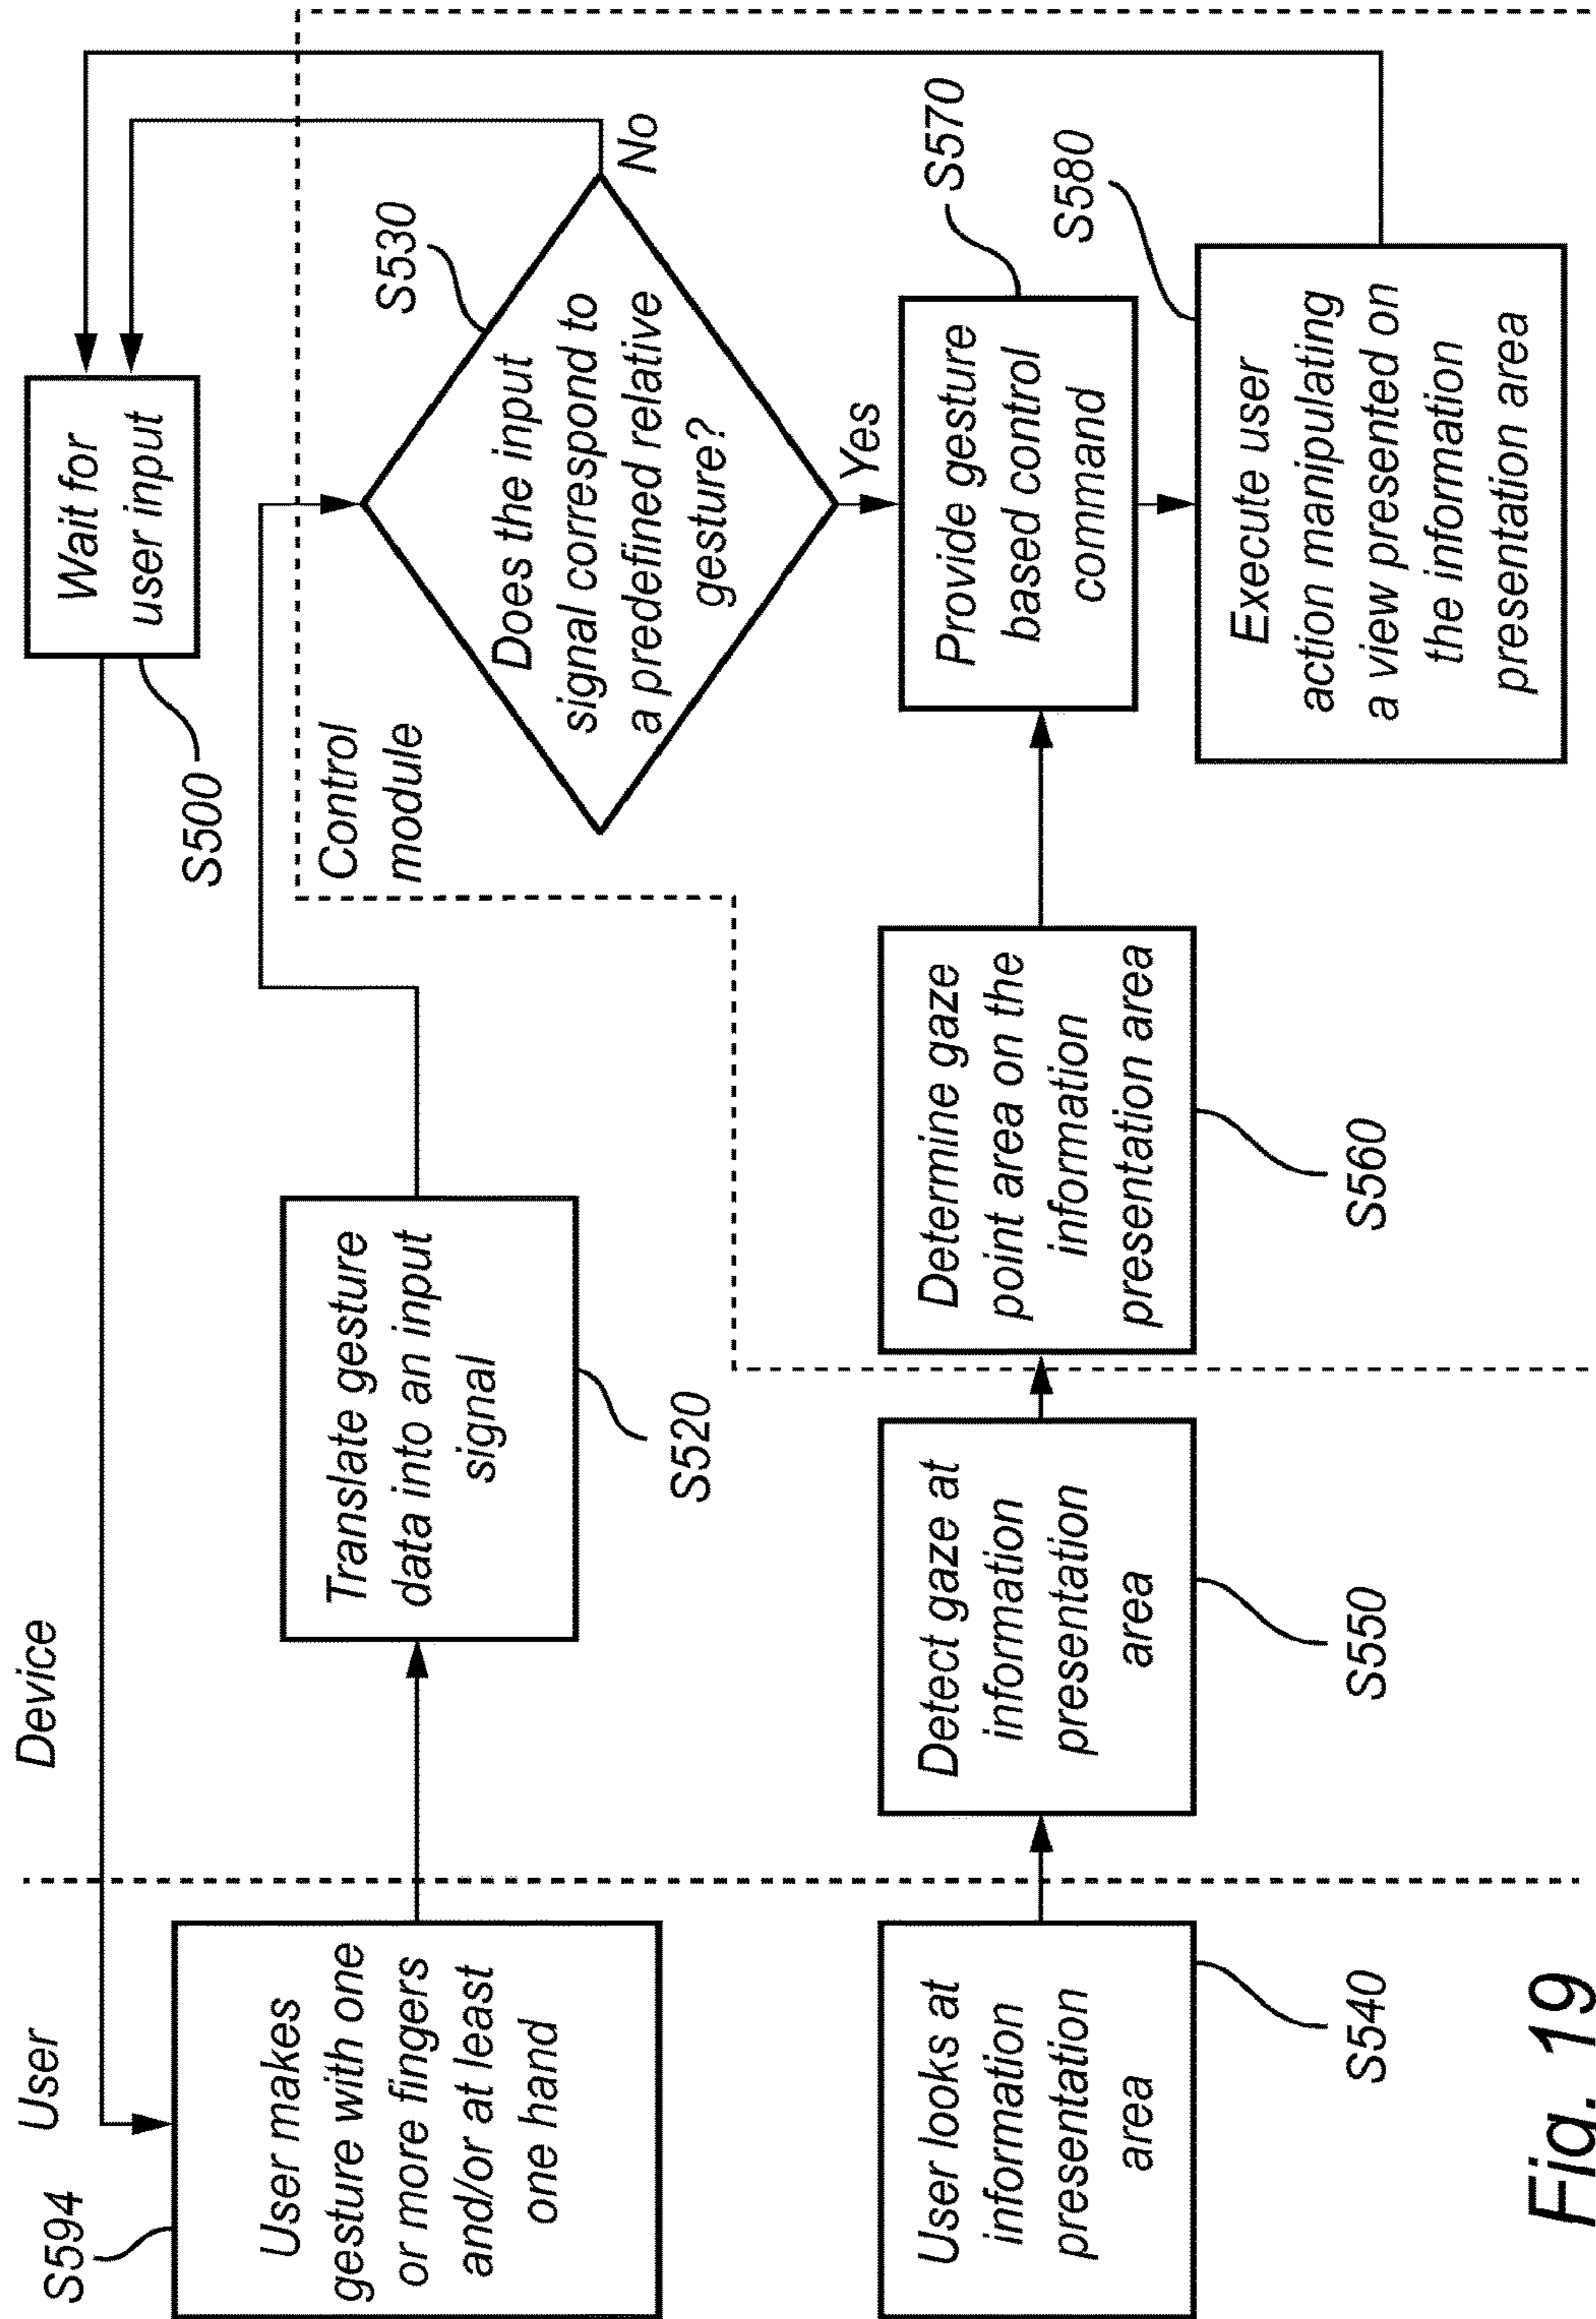 User
Device
S594
User makes
gesture with one
or more fingers
and/or at least
one hand
Translate gesture
data into an input
signal
S520
Wait for
user input
S500
Control
module
Does the input
signal correspond to
a predefined relative
gesture?
S530
No
Yes
User looks at
information
presentation
area
S540
Detect gaze at
information
presentation
area
S550
Determine gaze
point area on the
information
presentation area
S560
Provide gesture
based control
command
S570
Execute user
action manipulating
a view presented on
the information
presentation area
S580
Fig. 19